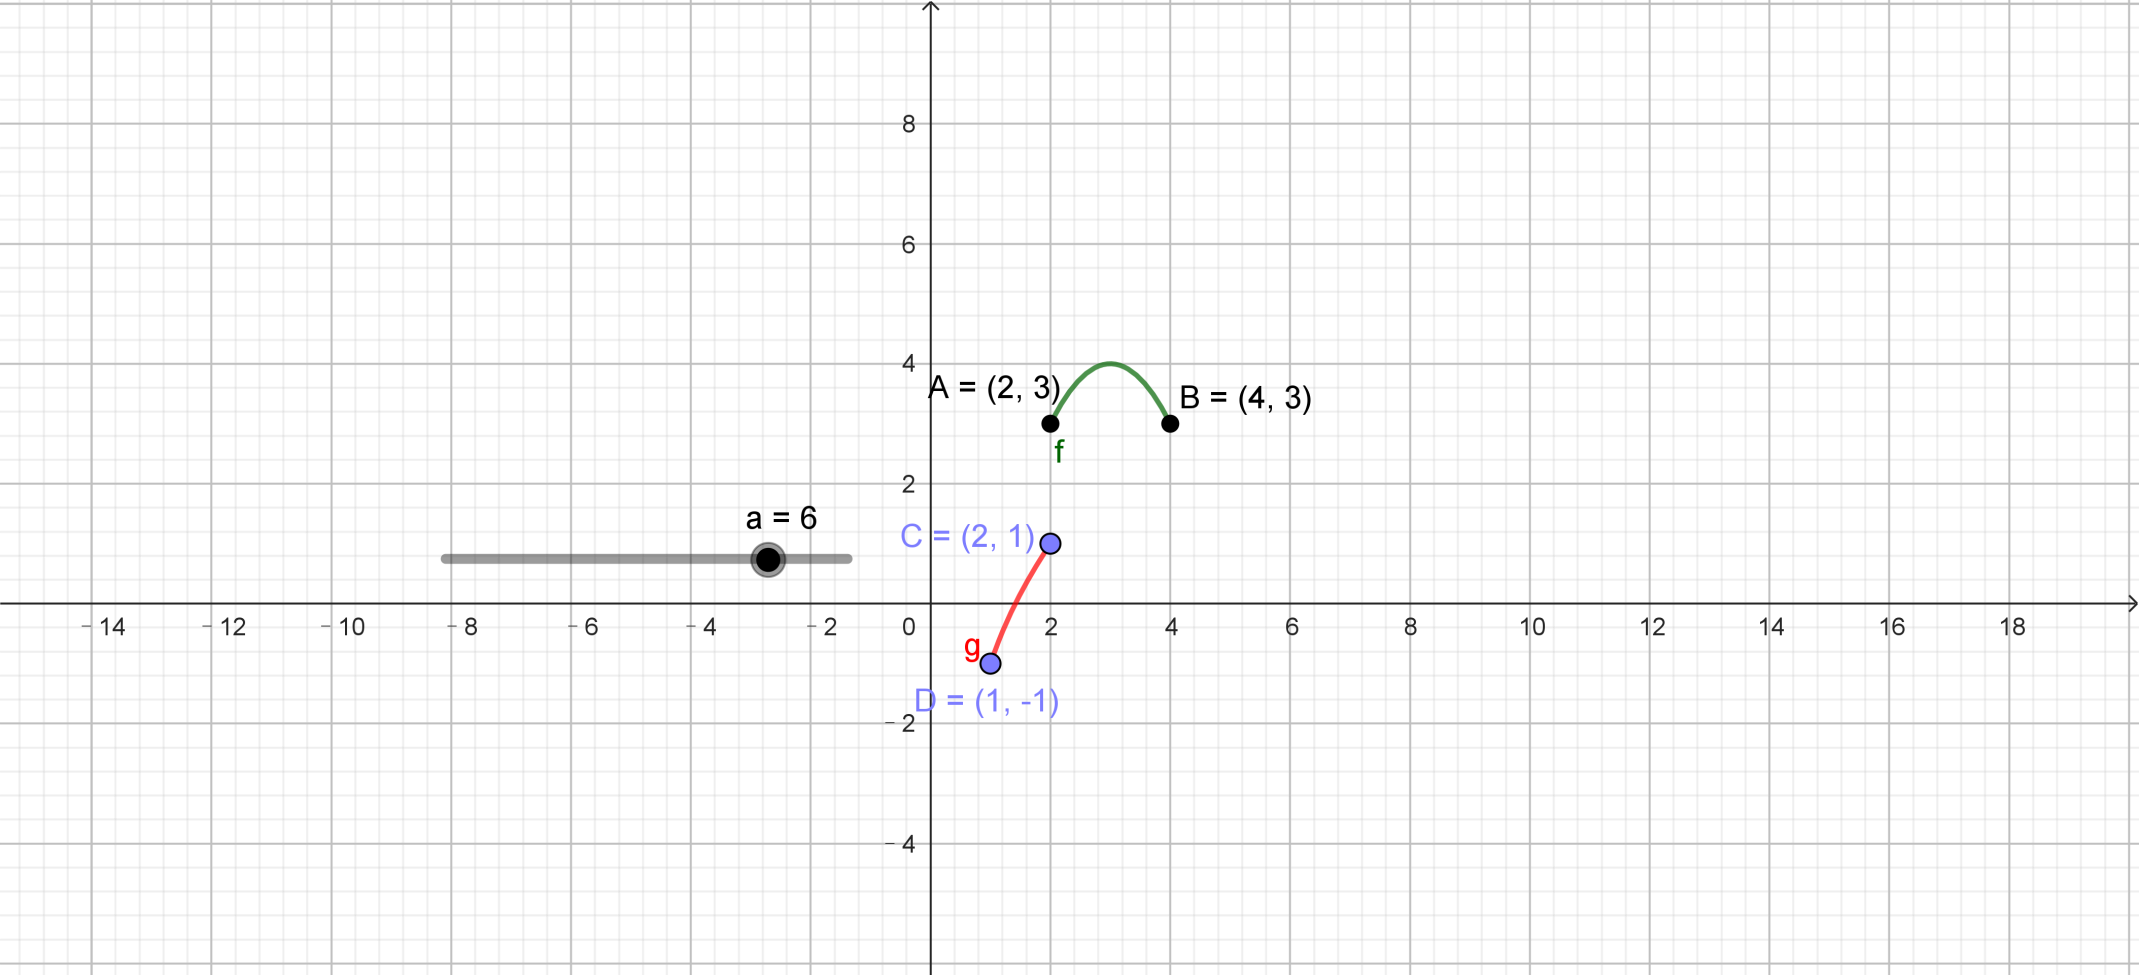 8
6
4
A = (2, 3)
B = (4, 3)
f
2
a = 6
C = (2, 1)
– 14 – 12 – 10 – 8 – 6 – 4 – 2 0 2 4 6 8 10 12 14 16 18
g
D = (1, -1)
– 2
– 4